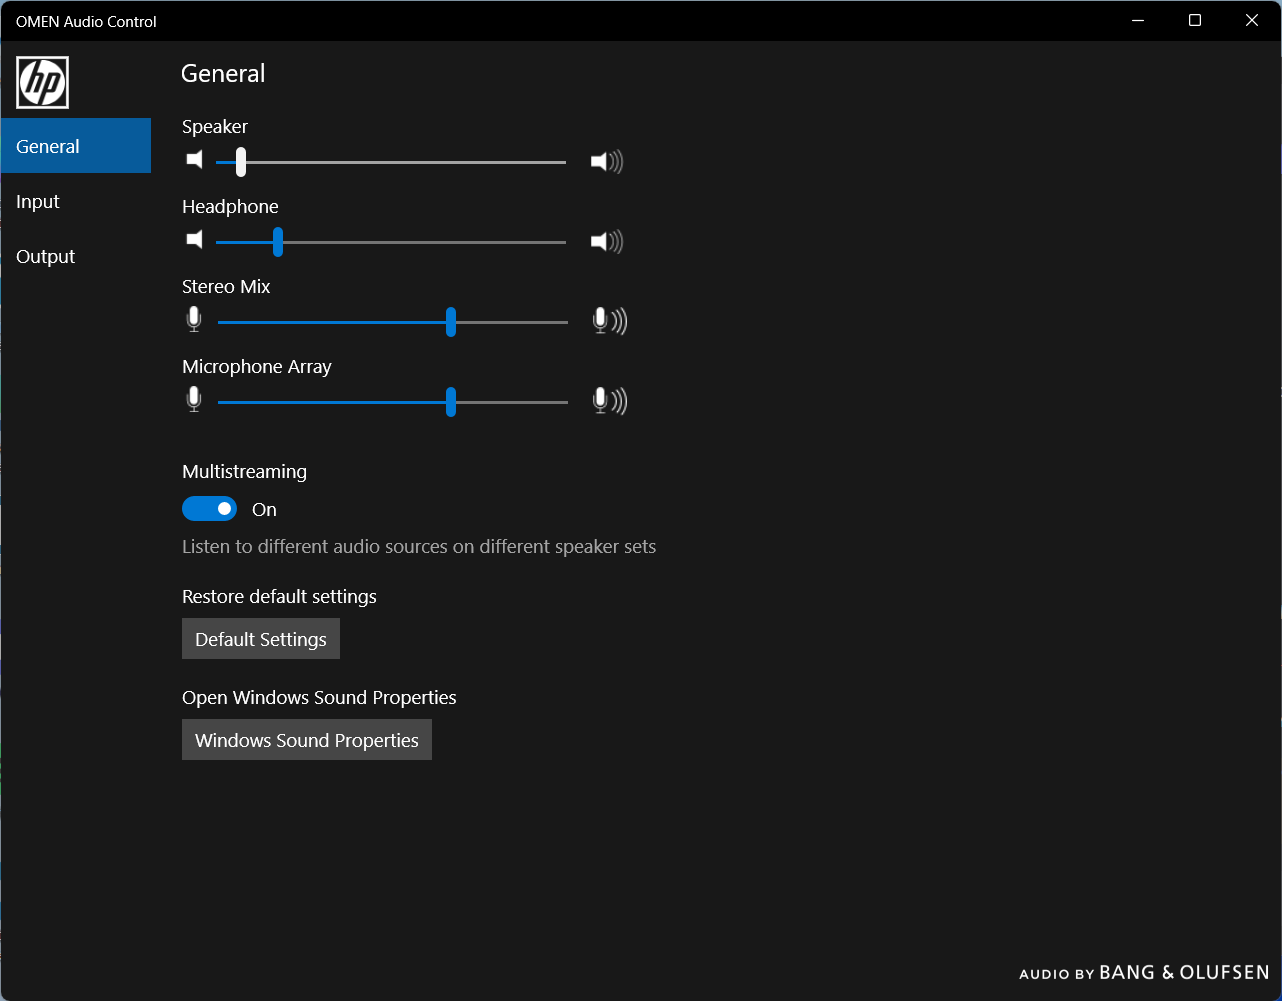 OMEN Audio Control
hp
General
General
Input
Output
Speaker
Headphone
Stereo Mix
Microphone Array
Multistreaming
On
Listen to different audio sources on different speaker sets
Restore default settings
Default Settings
Open Windows Sound Properties
Windows Sound Properties
AUDIO BY BANG & OLUFSEN